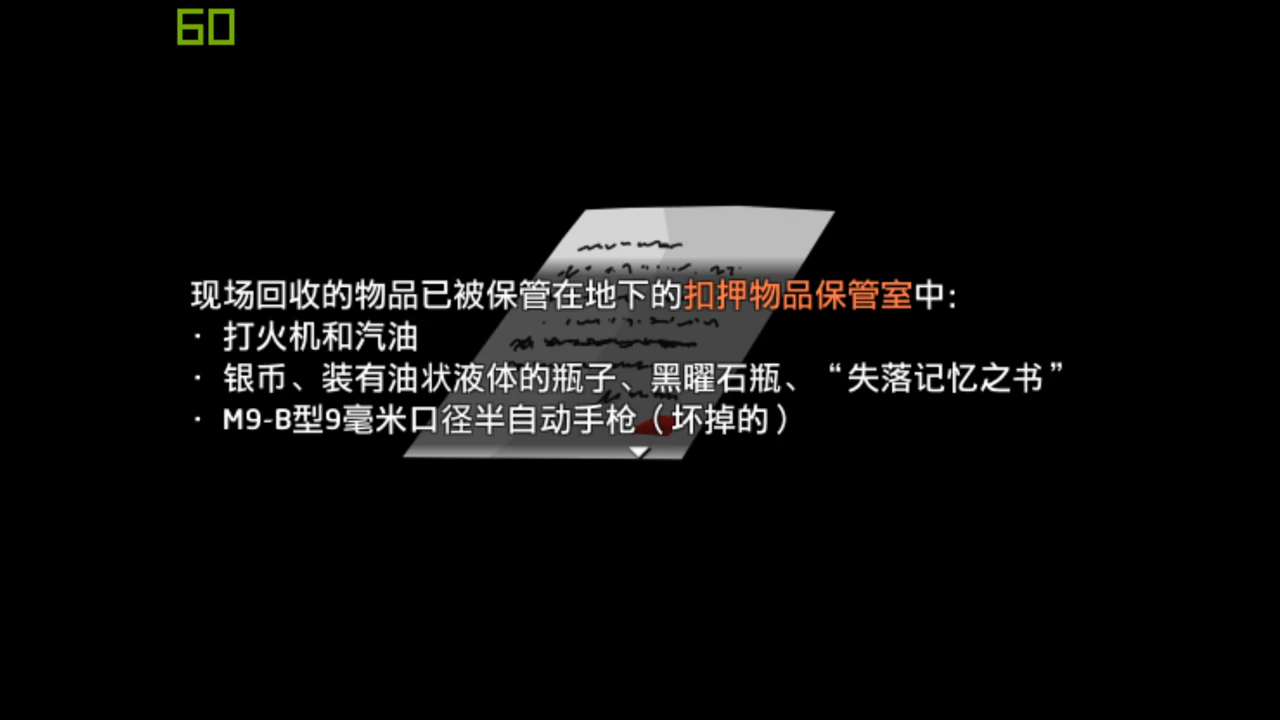 60
现场回收的物品已被保管在地下的扣押物品保管室中:
· 打火机和汽油
· 银币、装有油状液体的瓶子、黑曜石瓶、“失落记忆之书”
· M9-B型9毫米口径半自动手枪（坏掉的）